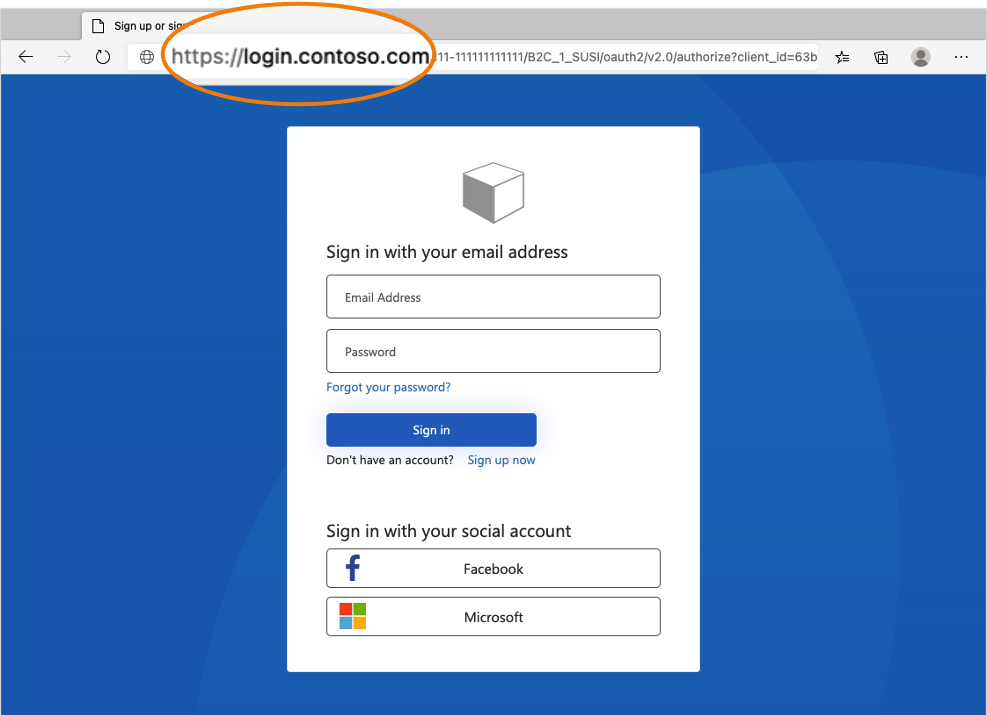 Sign up or sig
https://login.contoso.com 11-111111111111/B2C_1_SUSI/oauth2/v2.0/authorize?client_id=63b
Sign in with your email address
Email Address
Password
Forgot your password?
Sign in
Don't have an account? Sign up now
Sign in with your social account
Facebook
Microsoft